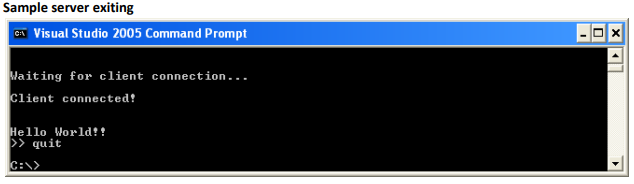 Sample server exiting
Visual Studio 2005 Command Prompt
Waiting for client connection...
Client connected!
Hello World!!
>> quit
C:\>